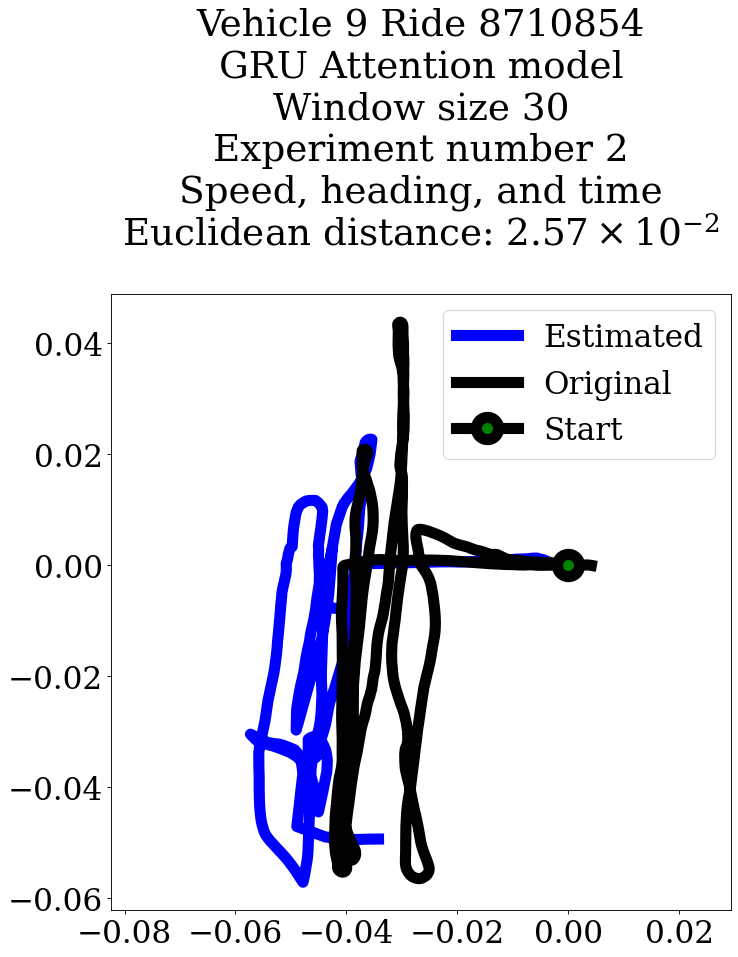 Vehicle 9 Ride 8710854
GRU Attention model
Window size 30
Experiment number 2
Speed, heading, and time
Euclidean distance: 2.57 × 10⁻²
Estimated
Original
Start
0.04
0.02
0.00
−0.02
−0.04
−0.06
−0.08 −0.06 −0.04 −0.02 0.00 0.02